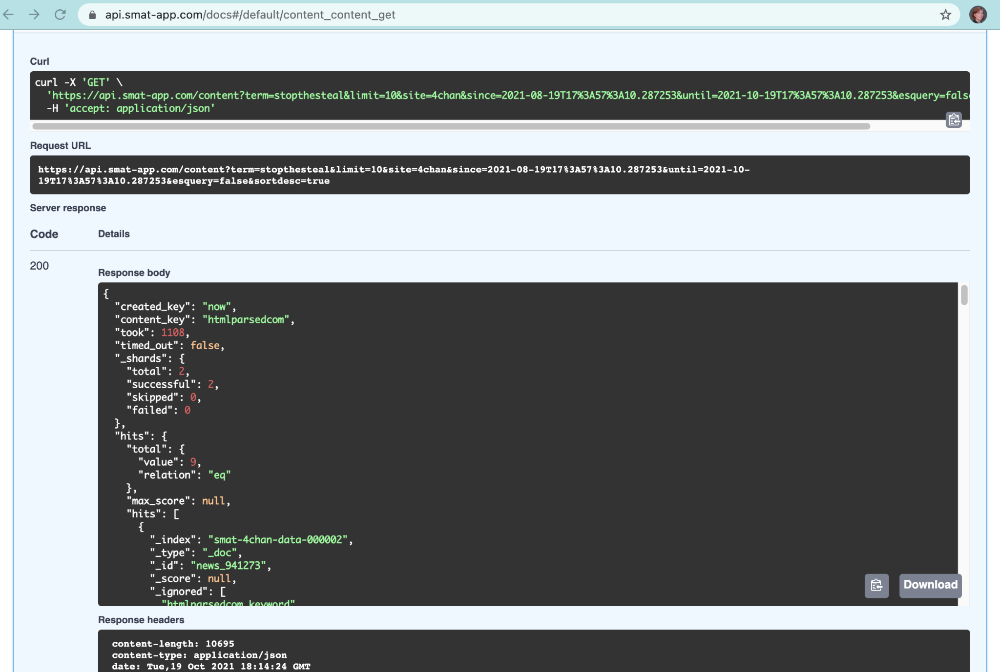 api.smat-app.com/docs#/default/content_content_get
Curl
curl -X 'GET' \
'https://api.smat-app.com/content?term=stopthesteal&limit=10&site=4chan&since=2021-08-19T17%3A57%3A10.287253&until=2021-10-19T17%3A57%3A10.287253&esquery=fals
-H 'accept: application/json'
Request URL
https://api.smat-app.com/content?term=stopthesteal&limit=10&site=4chan&since=2021-08-19T17%3A57%3A10.287253&until=2021-10-
19T17%3A57%3A10.287253&esquery=false&sortdesc=true
Server response
Code Details
200
Response body
{
"created_key": "now",
"content_key": "htmlparsedcom",
"took": 1108,
"timed_out": false,
"_shards": {
"total": 2,
"successful": 2,
"skipped": 0,
"failed": 0
},
"hits": {
"total": {
"value": 9,
"relation": "eq"
},
"max_score": null,
"hits": [
{
"_index": "smat-4chan-data-000002",
"_type": "_doc",
"_id": "news_941273",
"_score": null,
"_ignored": [
"htmlparsedcom.keyword"
Download
Response headers
content-length: 10695
content-type: application/json
date: Tue,19 Oct 2021 18:14:24 GMT